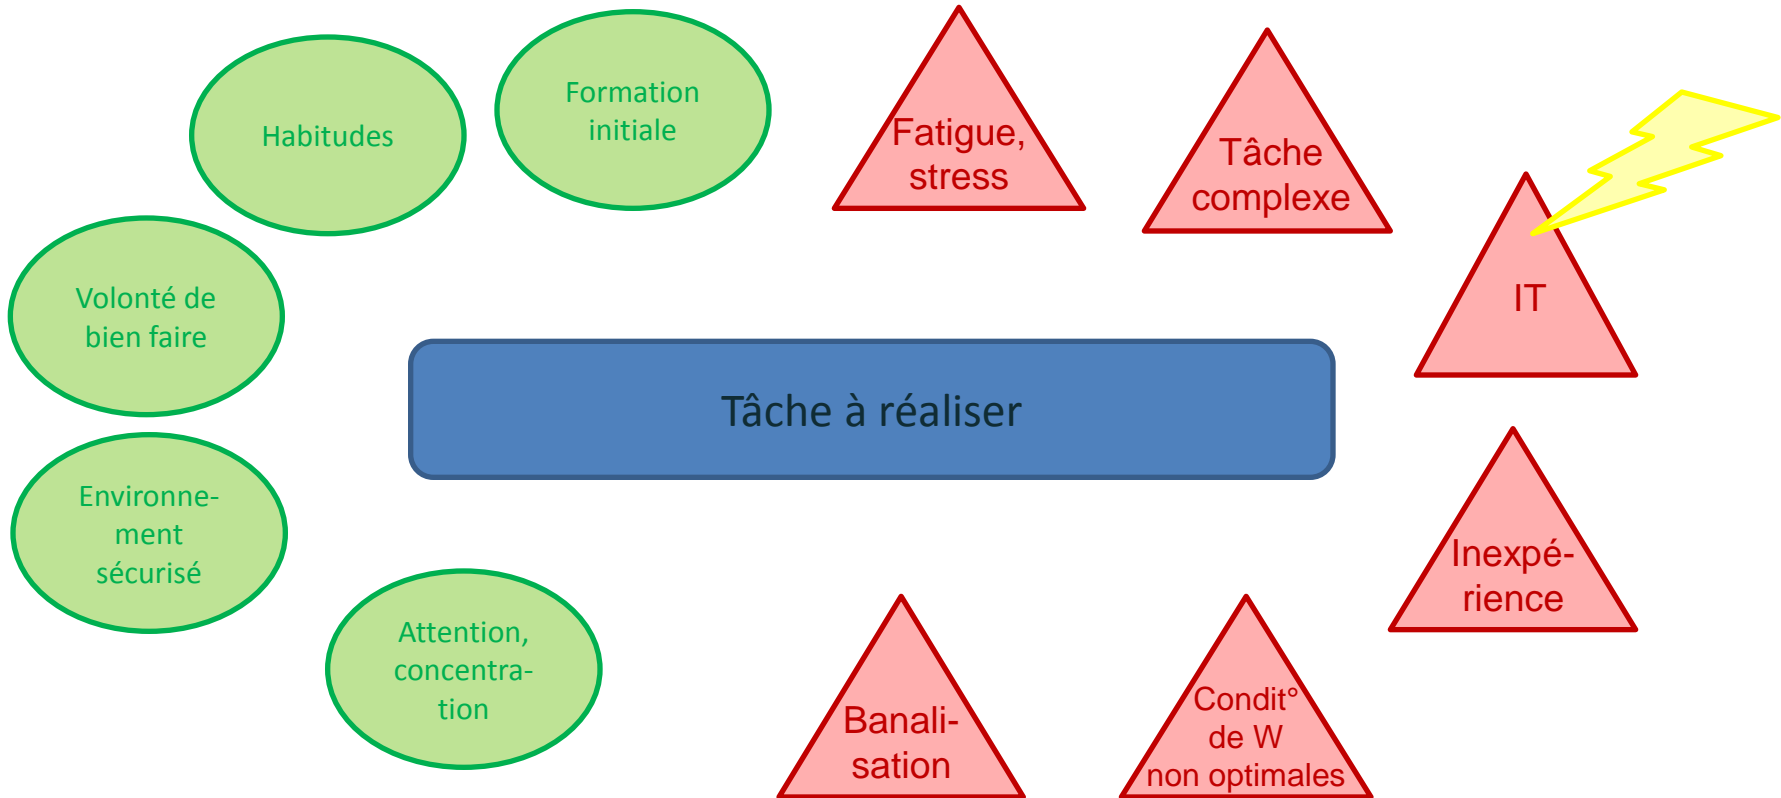 Formation
initiale
Habitudes
Fatigue,
stress
Tâche
complexe
IT
Volonté de
bien faire
Tâche à réaliser
Environne-
ment
sécurisé
Inexpé-
rience
Attention,
concentra-
tion
Banali-
sation
Condit°
de W
non optimales